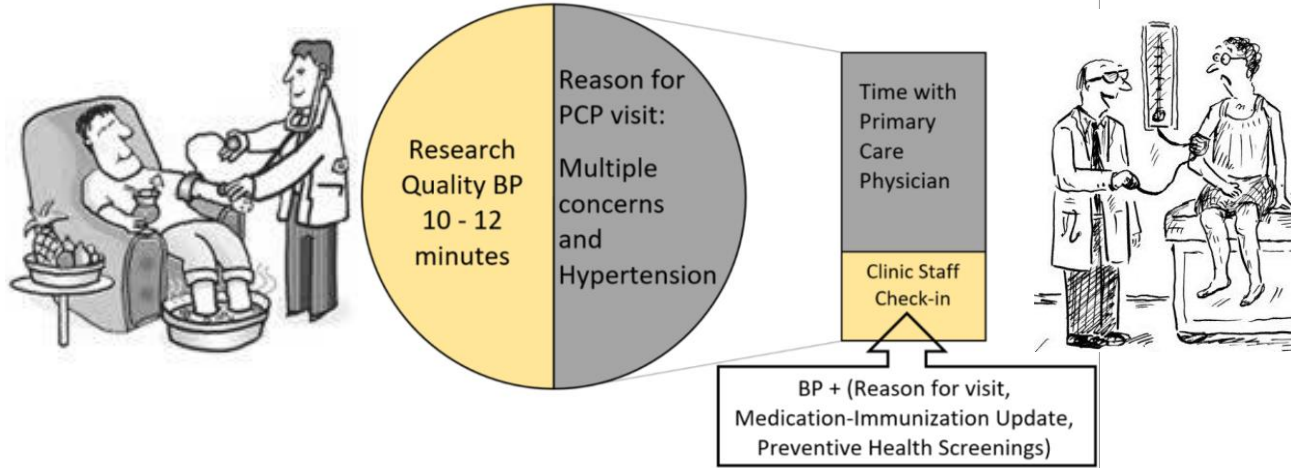 Research
Quality BP
10 - 12
minutes
Reason for
PCP visit:
Multiple
concerns
and
Hypertension
Time with
Primary
Care
Physician
Clinic Staff
Check-in
BP + (Reason for visit,
Medication-Immunization Update,
Preventive Health Screenings)